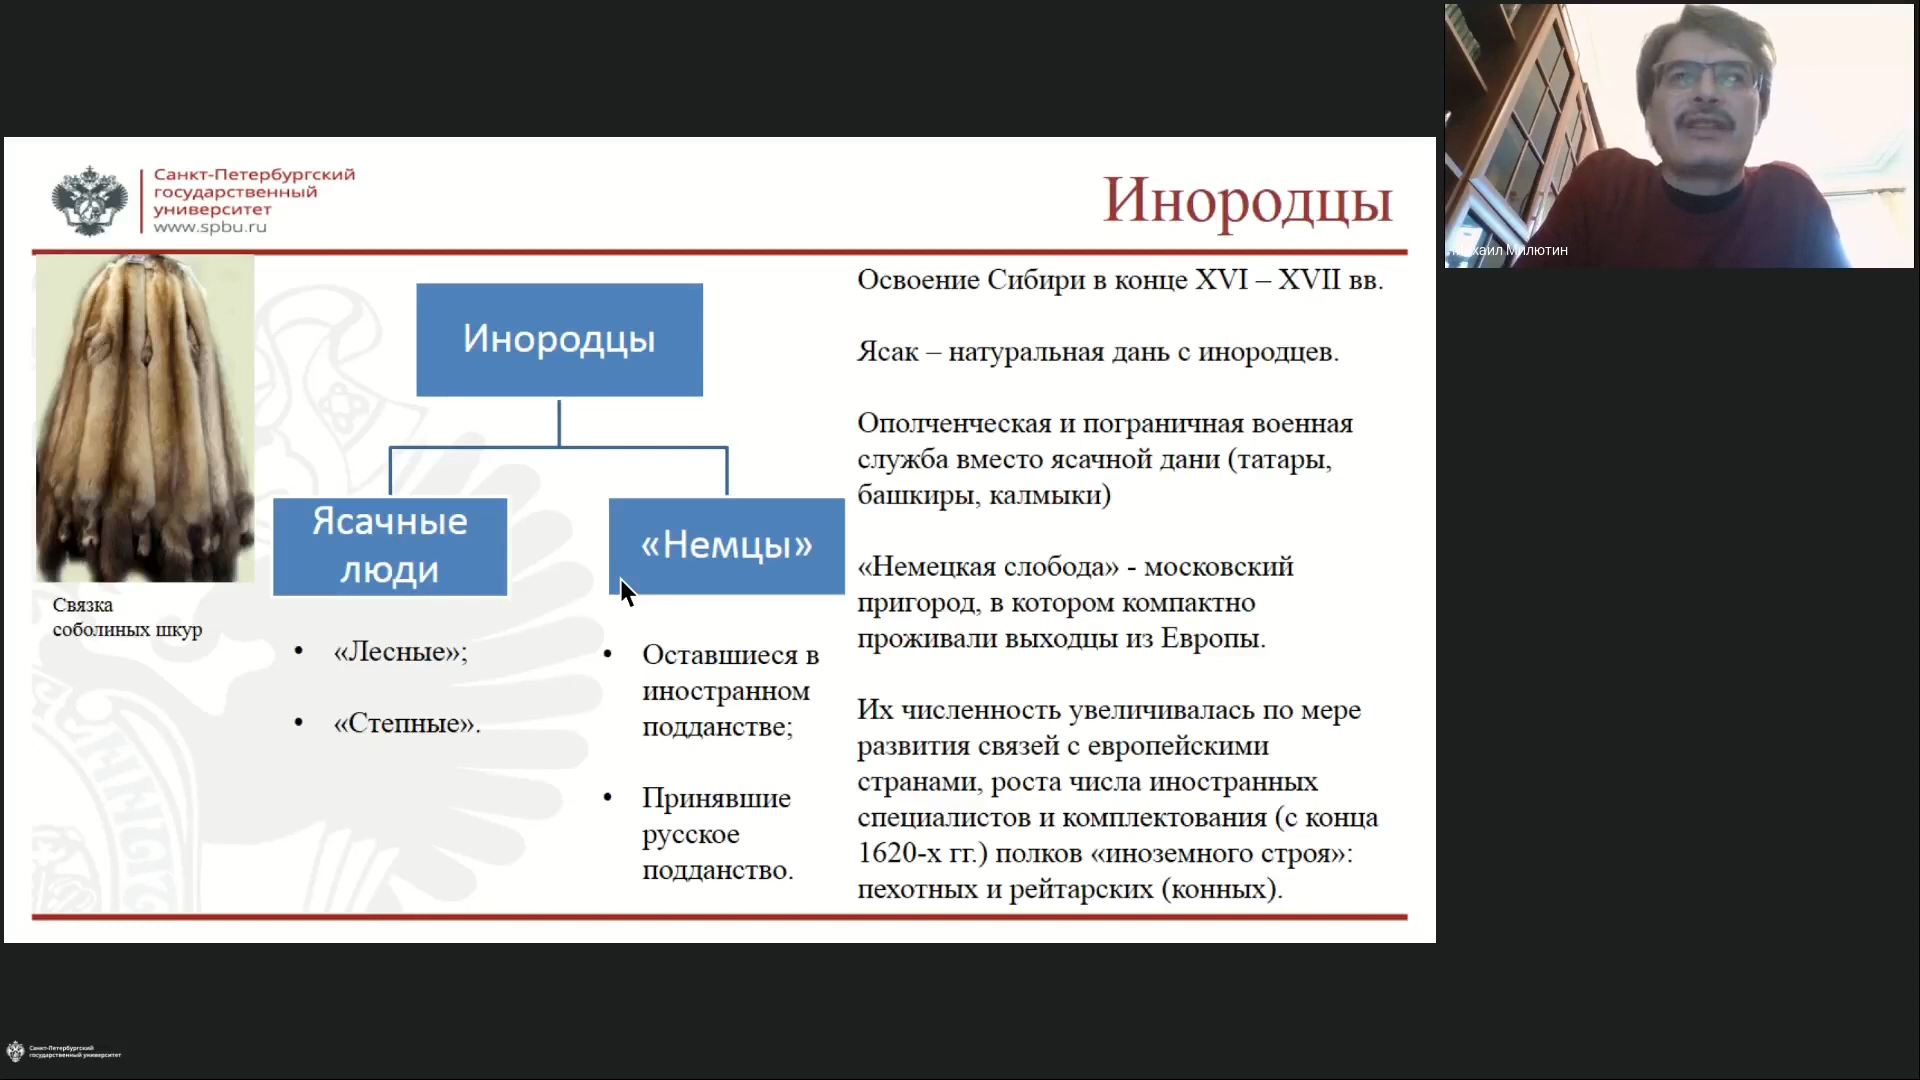 Санкт-Петербургский
государственный
университет
www.spbu.ru
Инородцы
Инородцы
Ясачные
люди
«Немцы»
Связка
соболиных шкур
• «Лесные»;
• «Степные».
• Оставшиеся в
иностранном
подданстве;
• Принявшие
русское
подданство.
Освоение Сибири в конце XVI – XVII вв.
Ясак – натуральная дань с инородцев.
Ополченческая и пограничная военная
служба вместо ясачной дани (татары,
башкиры, калмыки)
«Немецкая слобода» - московский
пригород, в котором компактно
проживали выходцы из Европы.
Их численность увеличивалась по мере
развития связей с европейскими
странами, роста числа иностранных
специалистов и комплектования (с конца
1620-х гг.) полков «иноземного строя»:
пехотных и рейтарских (конных).
Михаил Милютин
Санкт-Петербургский
государственный университет